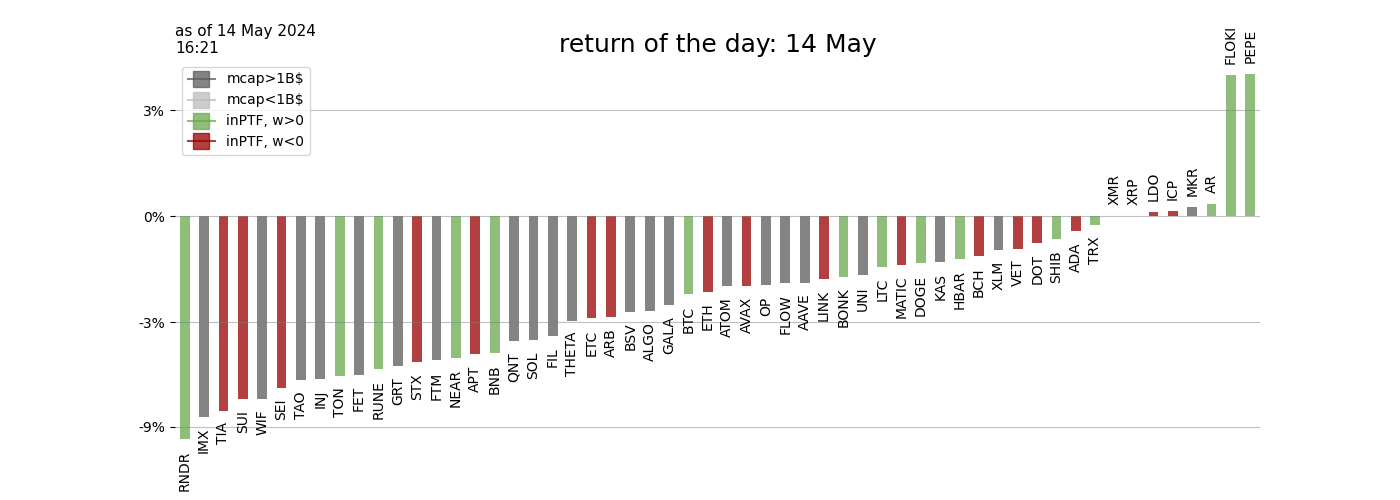 as of 14 May 2024
16:21
return of the day: 14 May
mcap>1B$
mcap<1B$
inPTF, w>0
inPTF, w<0
3%
0%
-3%
-9%
RNDR
IMX
TIA
SUI
WIF
SEI
TAO
INJ
TON
FET
RUNE
GRT
STX
FTM
NEAR
APT
BNB
QNT
SOL
FIL
THETA
ETC
ARB
BSV
ALGO
GALA
BTC
ETH
ATOM
AVAX
OP
FLOW
AAVE
LINK
BONK
UNI
LTC
MATIC
DOGE
KAS
HBAR
BCH
XLM
VET
DOT
SHIB
ADA
TRX
XMR
XRP
LDO
ICP
MKR
AR
FLOKI
PEPE